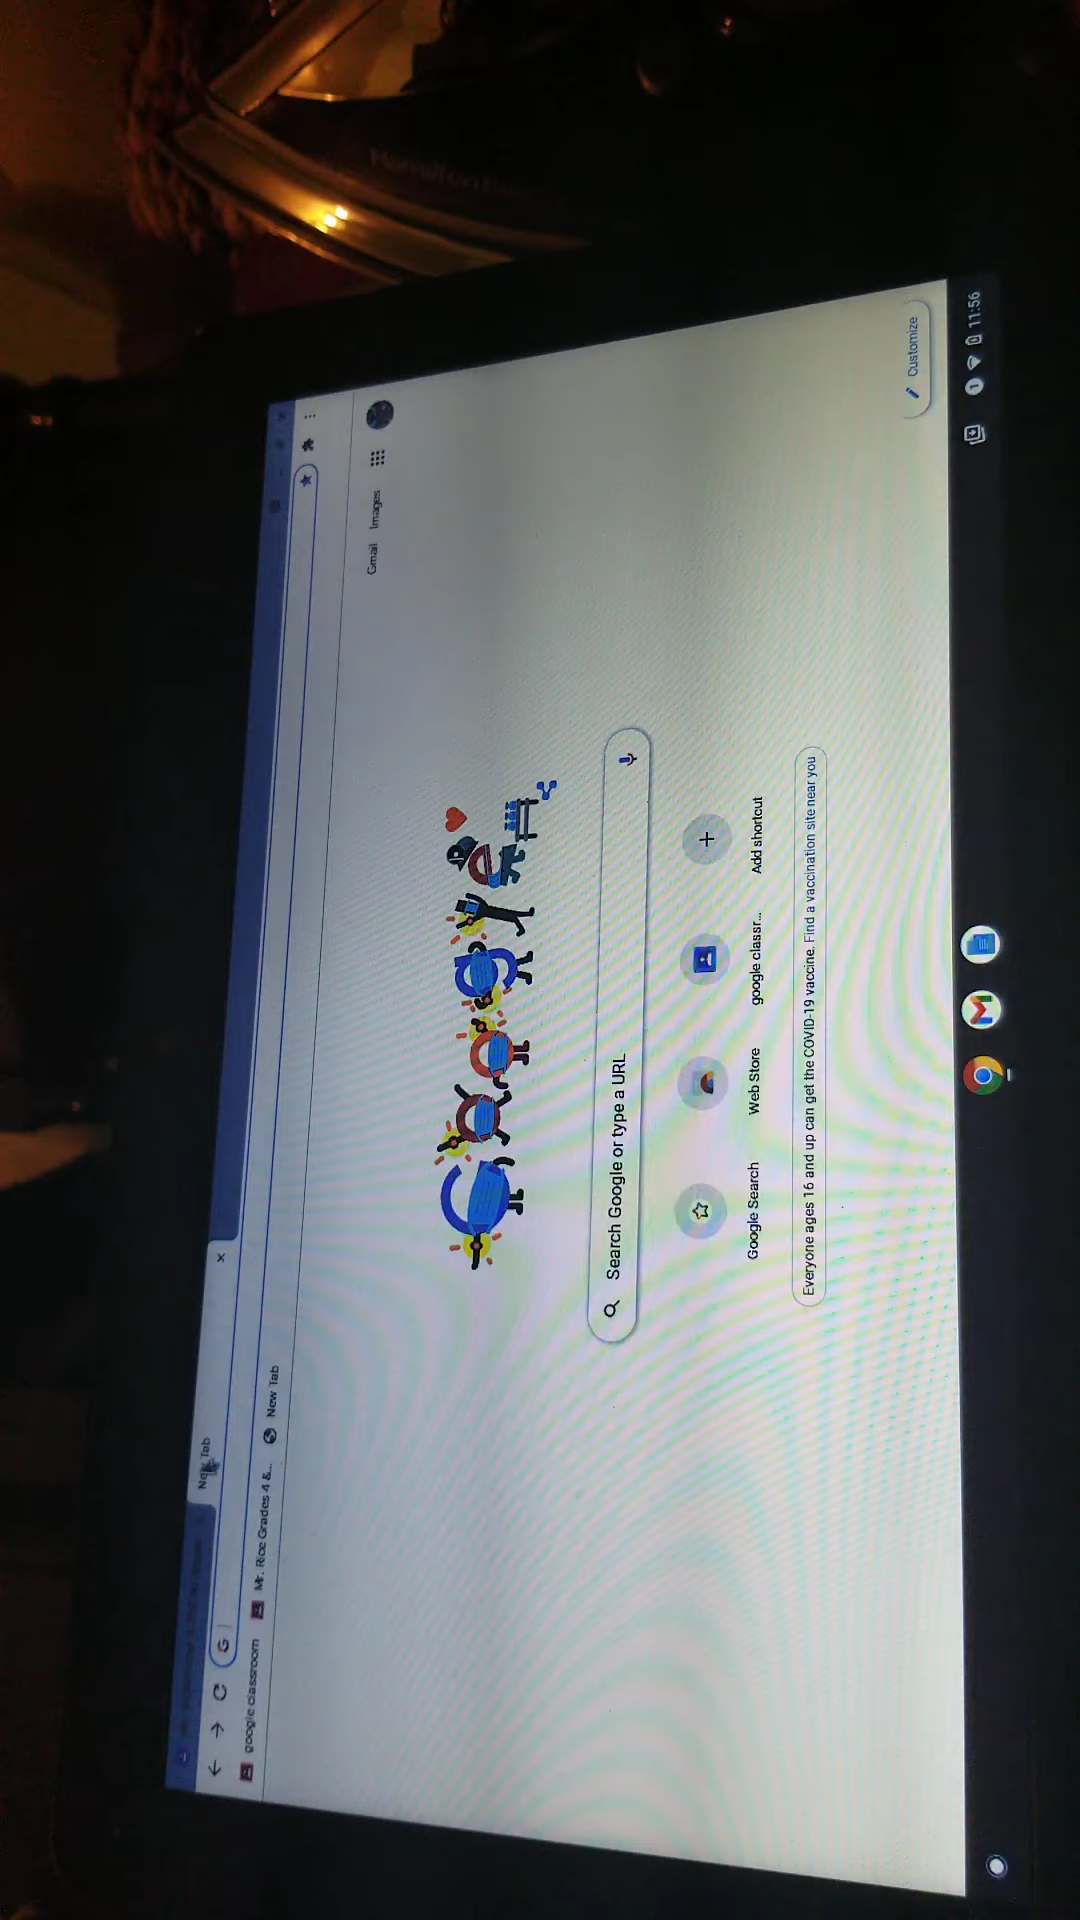 New Tab
google classroom
Mr. Rice Grades 4 &...
New Tab
Gmail
Images
Search Google or type a URL
Google Search
Web Store
google classr...
Add shortcut
Everyone ages 16 and up can get the COVID-19 vaccine. Find a vaccination site near you
Customize
11:56
Hamilton